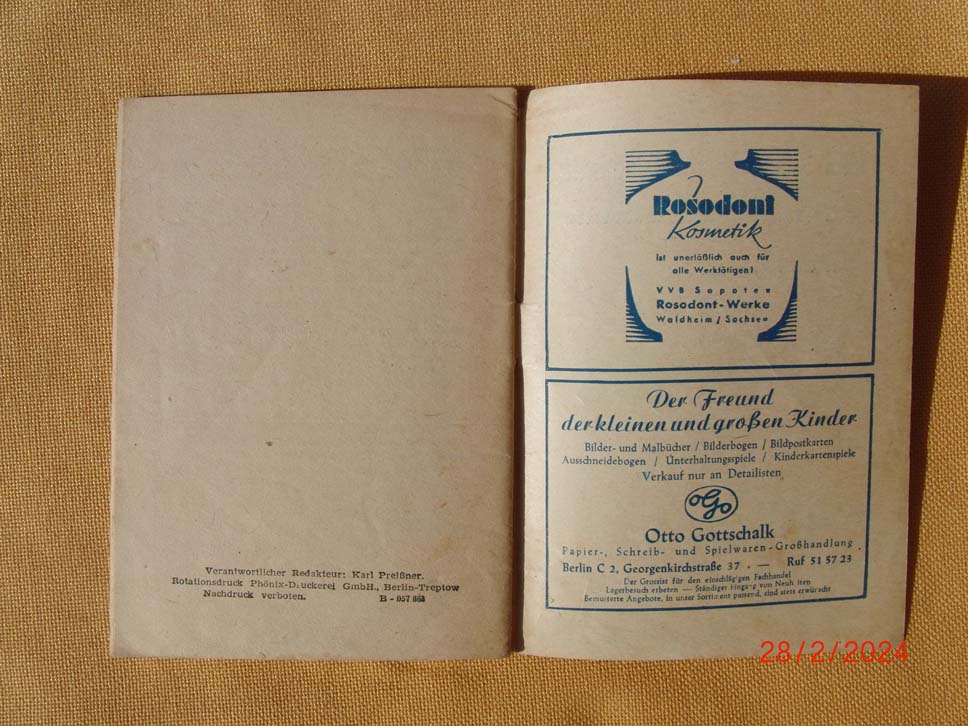 Verantwortlicher Redakteur: Karl Preißner.
Rotationsdruck Phönix-Druckerei GmbH., Berlin-Treptow
Nachdruck verboten. B - 057 863
Rosodont
Kosmetik
ist unerläßlich auch für
alle Werktätigen!
VVB Sapotex
Rosodont-Werke
Waldheim / Sachsen
Der Freund
der kleinen und großen Kinder
Bilder- und Malbücher / Bilderbogen / Bildpostkarten
Ausschneidebogen / Unterhaltungsspiele / Kinderkartenspiele
Verkauf nur an Detailisten
oGo
Otto Gottschalk
Papier-, Schreib- und Spielwaren-Großhandlung
Berlin C 2, Georgenkirchstraße 37 · — Ruf 51 57 23
Der Grossist für den einschlägigen Fachhandel
Lagerbesuch erbeten — Ständiger Eingang von Neuheiten
Bemusterte Angebote, in unser Sortiment passend, sind stets erwünscht
28/2/2024